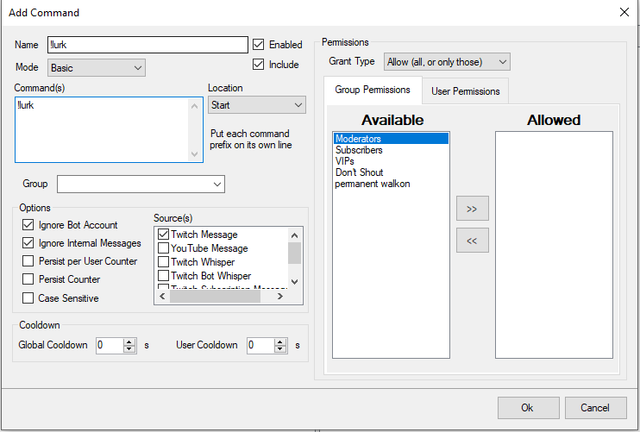 Add Command
Name !lurk Enabled
Mode Basic Include
Command(s) Location
!lurk Start
Put each command
prefix on its own line
Group
Options
Ignore Bot Account
Ignore Internal Messages
Persist per User Counter
Persist Counter
Case Sensitive
Source(s)
Twitch Message
YouTube Message
Twitch Whisper
Twitch Bot Whisper
Twitch Subscription Message
Cooldown
Global Cooldown 0 s User Cooldown 0 s
Permissions
Grant Type Allow (all, or only those)
Group Permissions User Permissions
Available Allowed
Moderators
Subscribers
VIPs
Don't Shout
permanent walkon
>>
<<
Ok Cancel